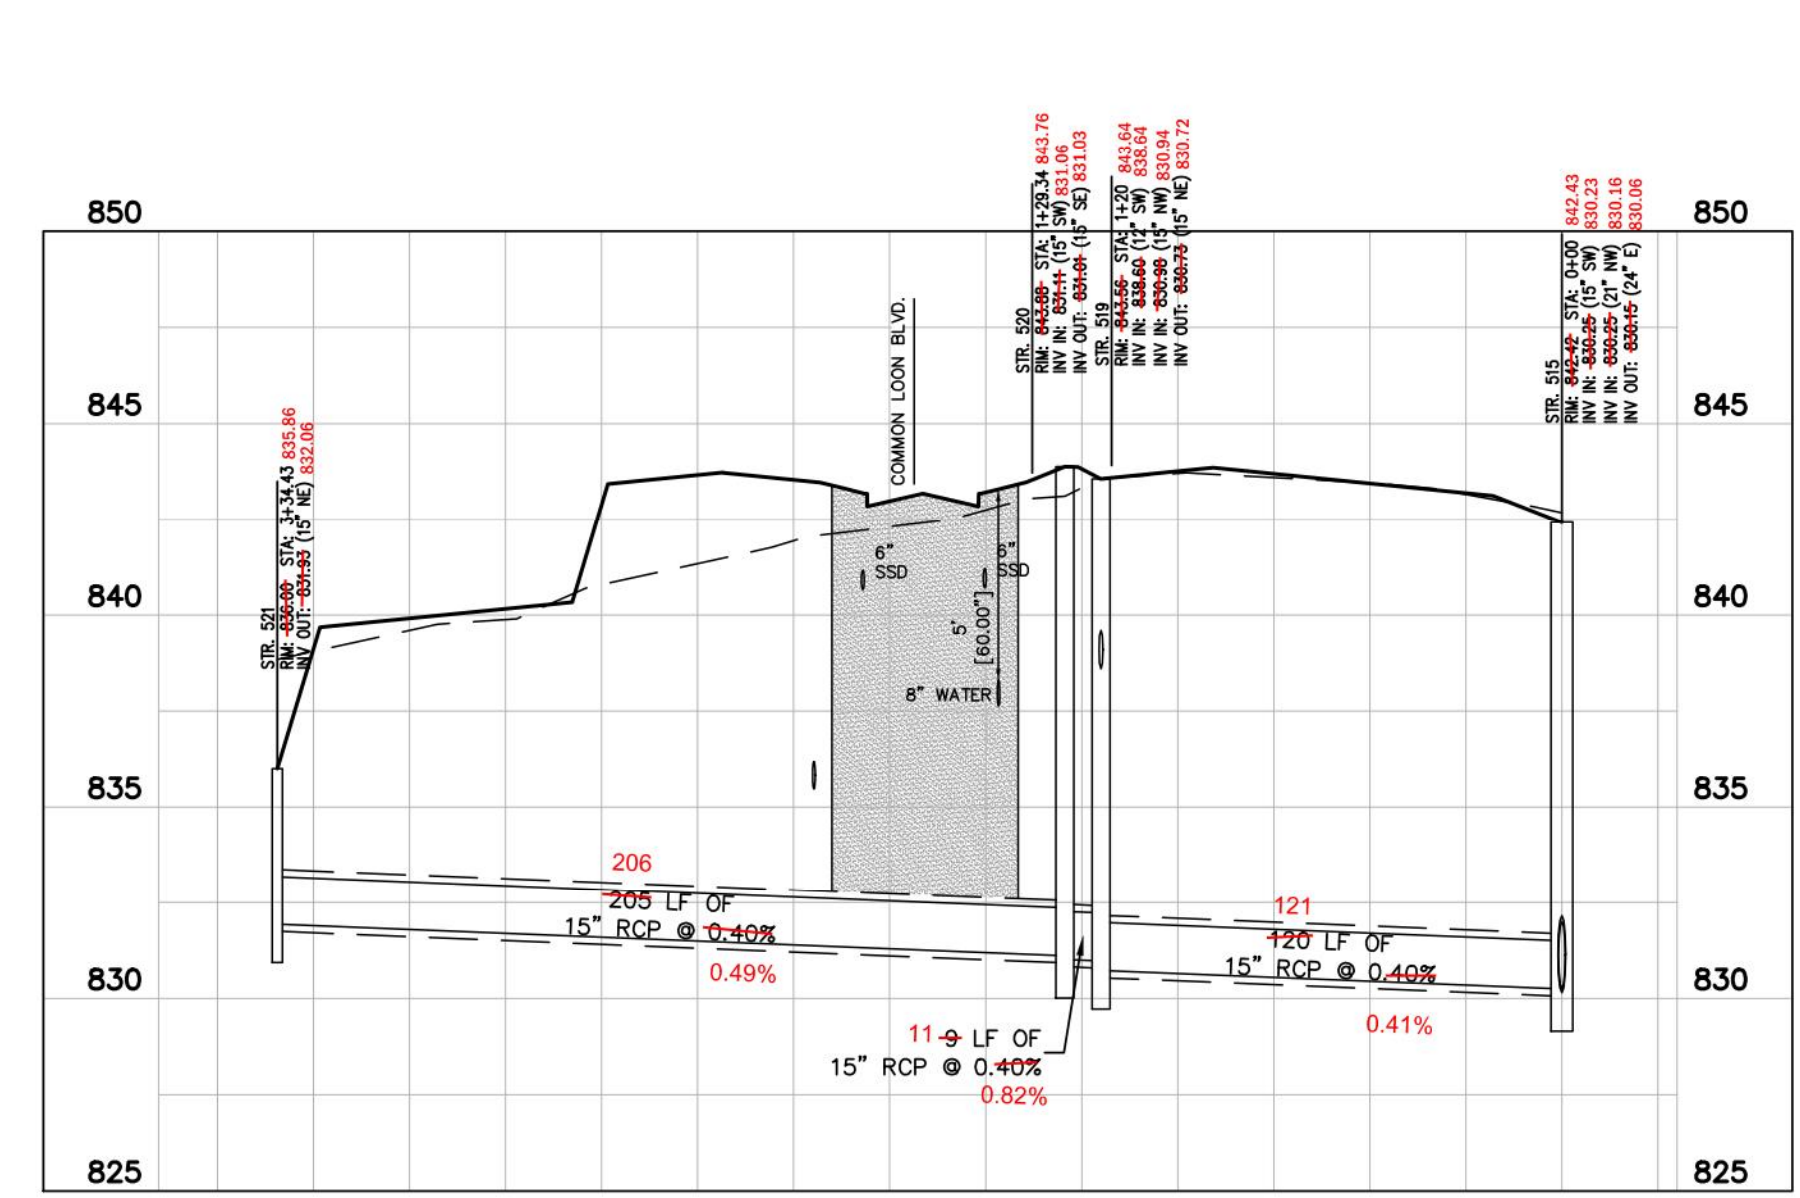 850
850
845
845
840
840
835
835
830
830
825
825
STR. 521
RIM: 836.00 STA: 3+34.43 835.86
INV OUT: 831.93 (15" NE) 832.06
COMMON LOON BLVD.
STR. 520
RIM: 843.88 STA: 1+29.34 843.76
INV IN: 831.11 (15" SW) 831.06
INV OUT: 831.01 (15" SE) 831.03
STR. 519
RIM: 843.56 STA: 1+20 843.64
INV IN: 838.60 (12" SW) 838.64
INV IN: 830.98 (15" NW) 830.94
INV OUT: 830.73 (15" NE) 830.72
STR. 515
RIM: 842.42 STA: 0+00 842.43
INV IN: 830.25 (15" SW) 830.23
INV IN: 830.25 (21" NW) 830.16
INV OUT: 830.15 (24" E) 830.06
6"
SSD
6"
SSD
5'
[60.00"]
8" WATER
206
205 LF OF
15" RCP @ 0.40%
0.49%
11 9 LF OF
15" RCP @ 0.40%
0.82%
121
120 LF OF
15" RCP @ 0.40%
0.41%